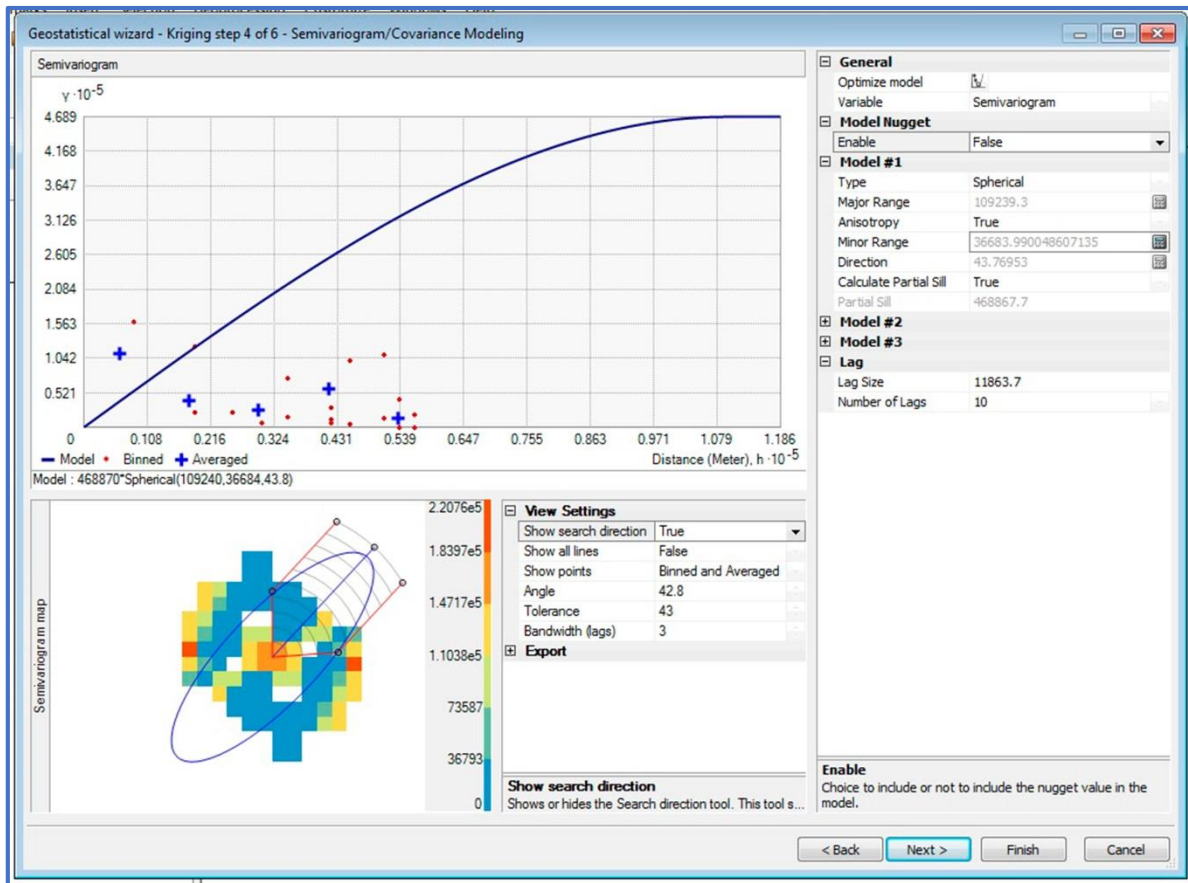 Geostatistical wizard - Kriging step 4 of 6 - Semivariogram/Covariance Modeling
Semivariogram
γ ·10⁻⁵
4.689
4.168
3.647
3.126
2.605
2.084
1.563
1.042
0.521
0 0.108 0.216 0.324 0.431 0.539 0.647 0.755 0.863 0.971 1.079 1.186
Model Binned Averaged Distance (Meter), h ·10⁻⁵
Model : 468870*Spherical(109240,36684,43.8)
Semivariogram map
2.2076e5
1.8397e5
1.4717e5
1.1038e5
73587
36793
0
View Settings
Show search direction True
Show all lines False
Show points Binned and Averaged
Angle 42.8
Tolerance 43
Bandwidth (lags) 3
Export
Show search direction
Shows or hides the Search direction tool. This tool s...
General
Optimize model
Variable Semivariogram
Model Nugget
Enable False
Model #1
Type Spherical
Major Range 109239.3
Anisotropy True
Minor Range 36683.990048607135
Direction 43.76953
Calculate Partial Sill True
Partial Sill 468867.7
Model #2
Model #3
Lag
Lag Size 11863.7
Number of Lags 10
Enable
Choice to include or not to include the nugget value in the
model.
< Back Next > Finish Cancel